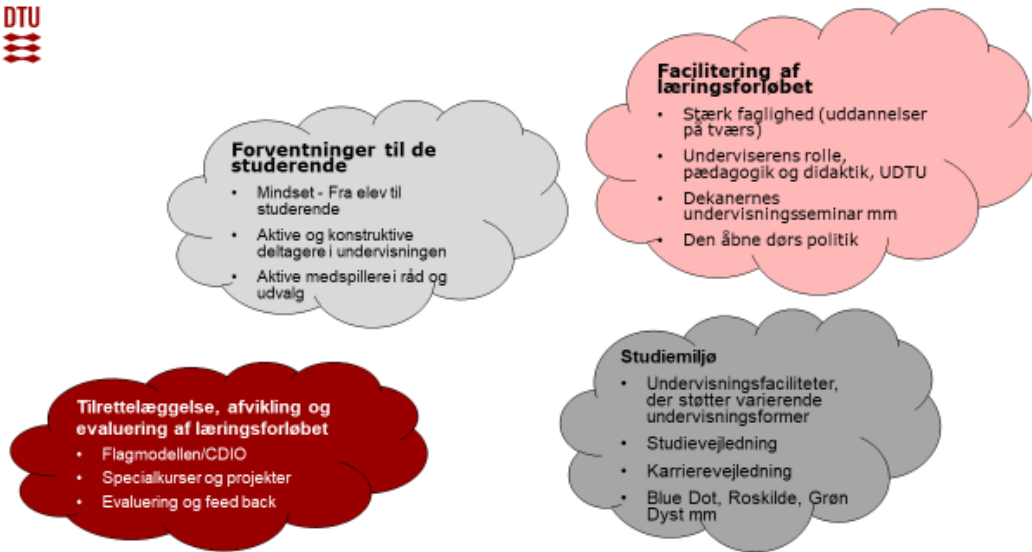 DTU
Forventninger til de
studerende
• Mindset - Fra elev til
studerende
• Aktive og konstruktive
deltagere i undervisningen
• Aktive medspillere i råd og
udvalg
Facilitering af
læringsforløbet
• Stærk faglighed (uddannelser
på tværs)
• Underviserens rolle,
pædagogik og didaktik, UDTU
• Dekanernes
undervisningsseminar mm
• Den åbne dørs politik
Tilrettelæggelse, afvikling og
evaluering af læringsforløbet
• Flagmodellen/CDIO
• Specialkurser og projekter
• Evaluering og feed back
Studiemiljø
• Undervisningsfaciliteter,
der støtter varierende
undervisningsformer
• Studievejledning
• Karrierevejledning
• Blue Dot, Roskilde, Grøn
Dyst mm